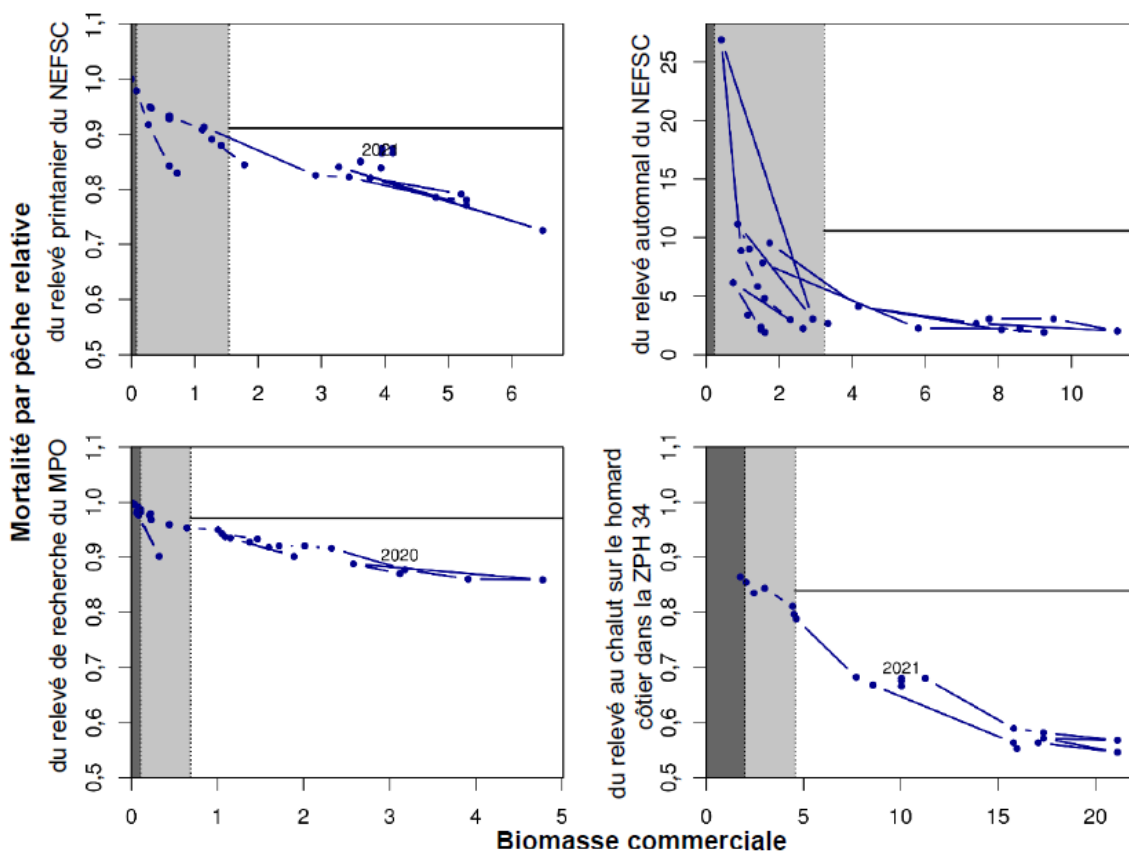 Mortalité par pêche relative
du relevé printanier du NEFSC
1,1
1,0
0,9
0,8
0,7
0,6
0,5
2021
0 1 2 3 4 5 6
du relevé automnal du NEFSC
25
20
15
10
5
0
0 2 4 6 8 10
du relevé de recherche du MPO
1,1
1,0
0,9
0,8
0,7
0,6
0,5
2020
0 1 2 3 4 5
du relevé au chalut sur le homard
côtier dans la ZPH 34
1,1
1,0
0,9
0,8
0,7
0,6
0,5
2021
0 5 10 15 20
Biomasse commerciale